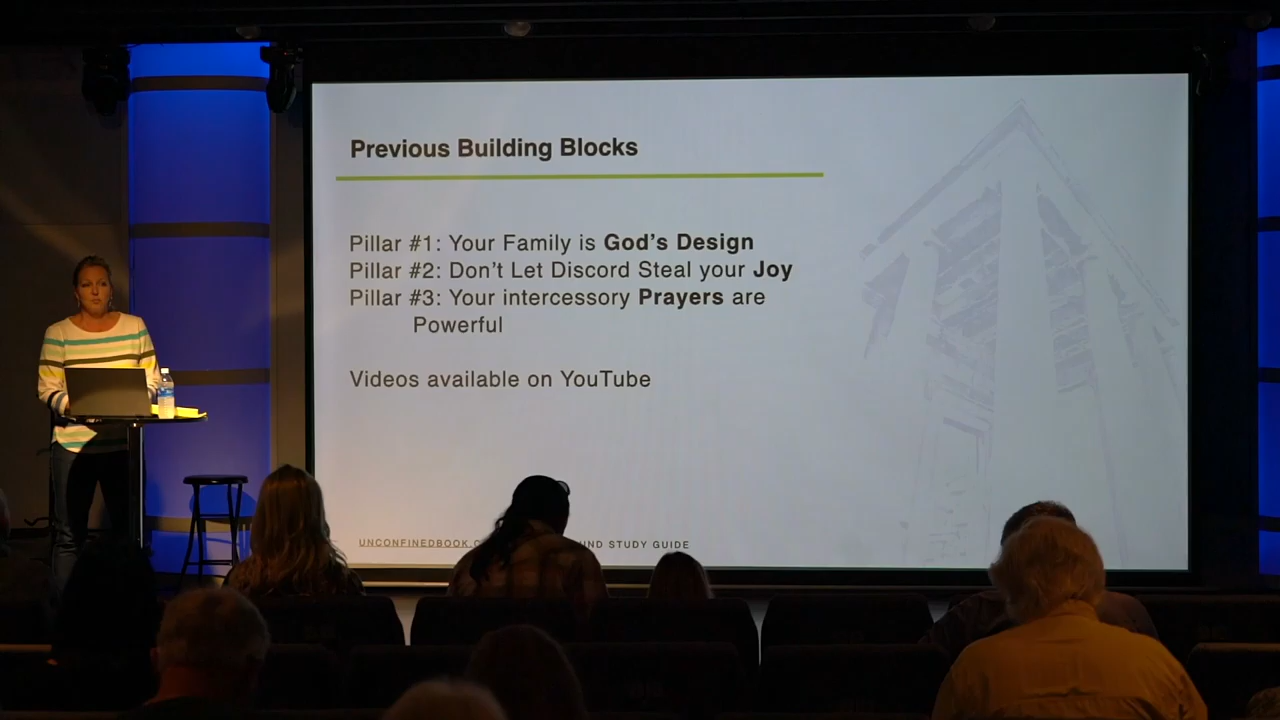 Previous Building Blocks
Pillar #1: Your Family is God's Design
Pillar #2: Don't Let Discord Steal your Joy
Pillar #3: Your intercessory Prayers are
Powerful
Videos available on YouTube
UNCONFINEDBOOK. STUDY GUIDE